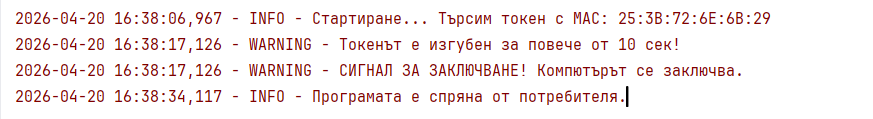 2026-04-20 16:38:06,967 - INFO - Стартиране... Търсим токен с MAC: 25:3B:72:6E:6B:29
2026-04-20 16:38:17,126 - WARNING - Токенът е изгубен за повече от 10 сек!
2026-04-20 16:38:17,126 - WARNING - СИГНАЛ ЗА ЗАКЛЮЧВАНЕ! Компютърът се заключва.
2026-04-20 16:38:34,117 - INFO - Програмата е спряна от потребителя.